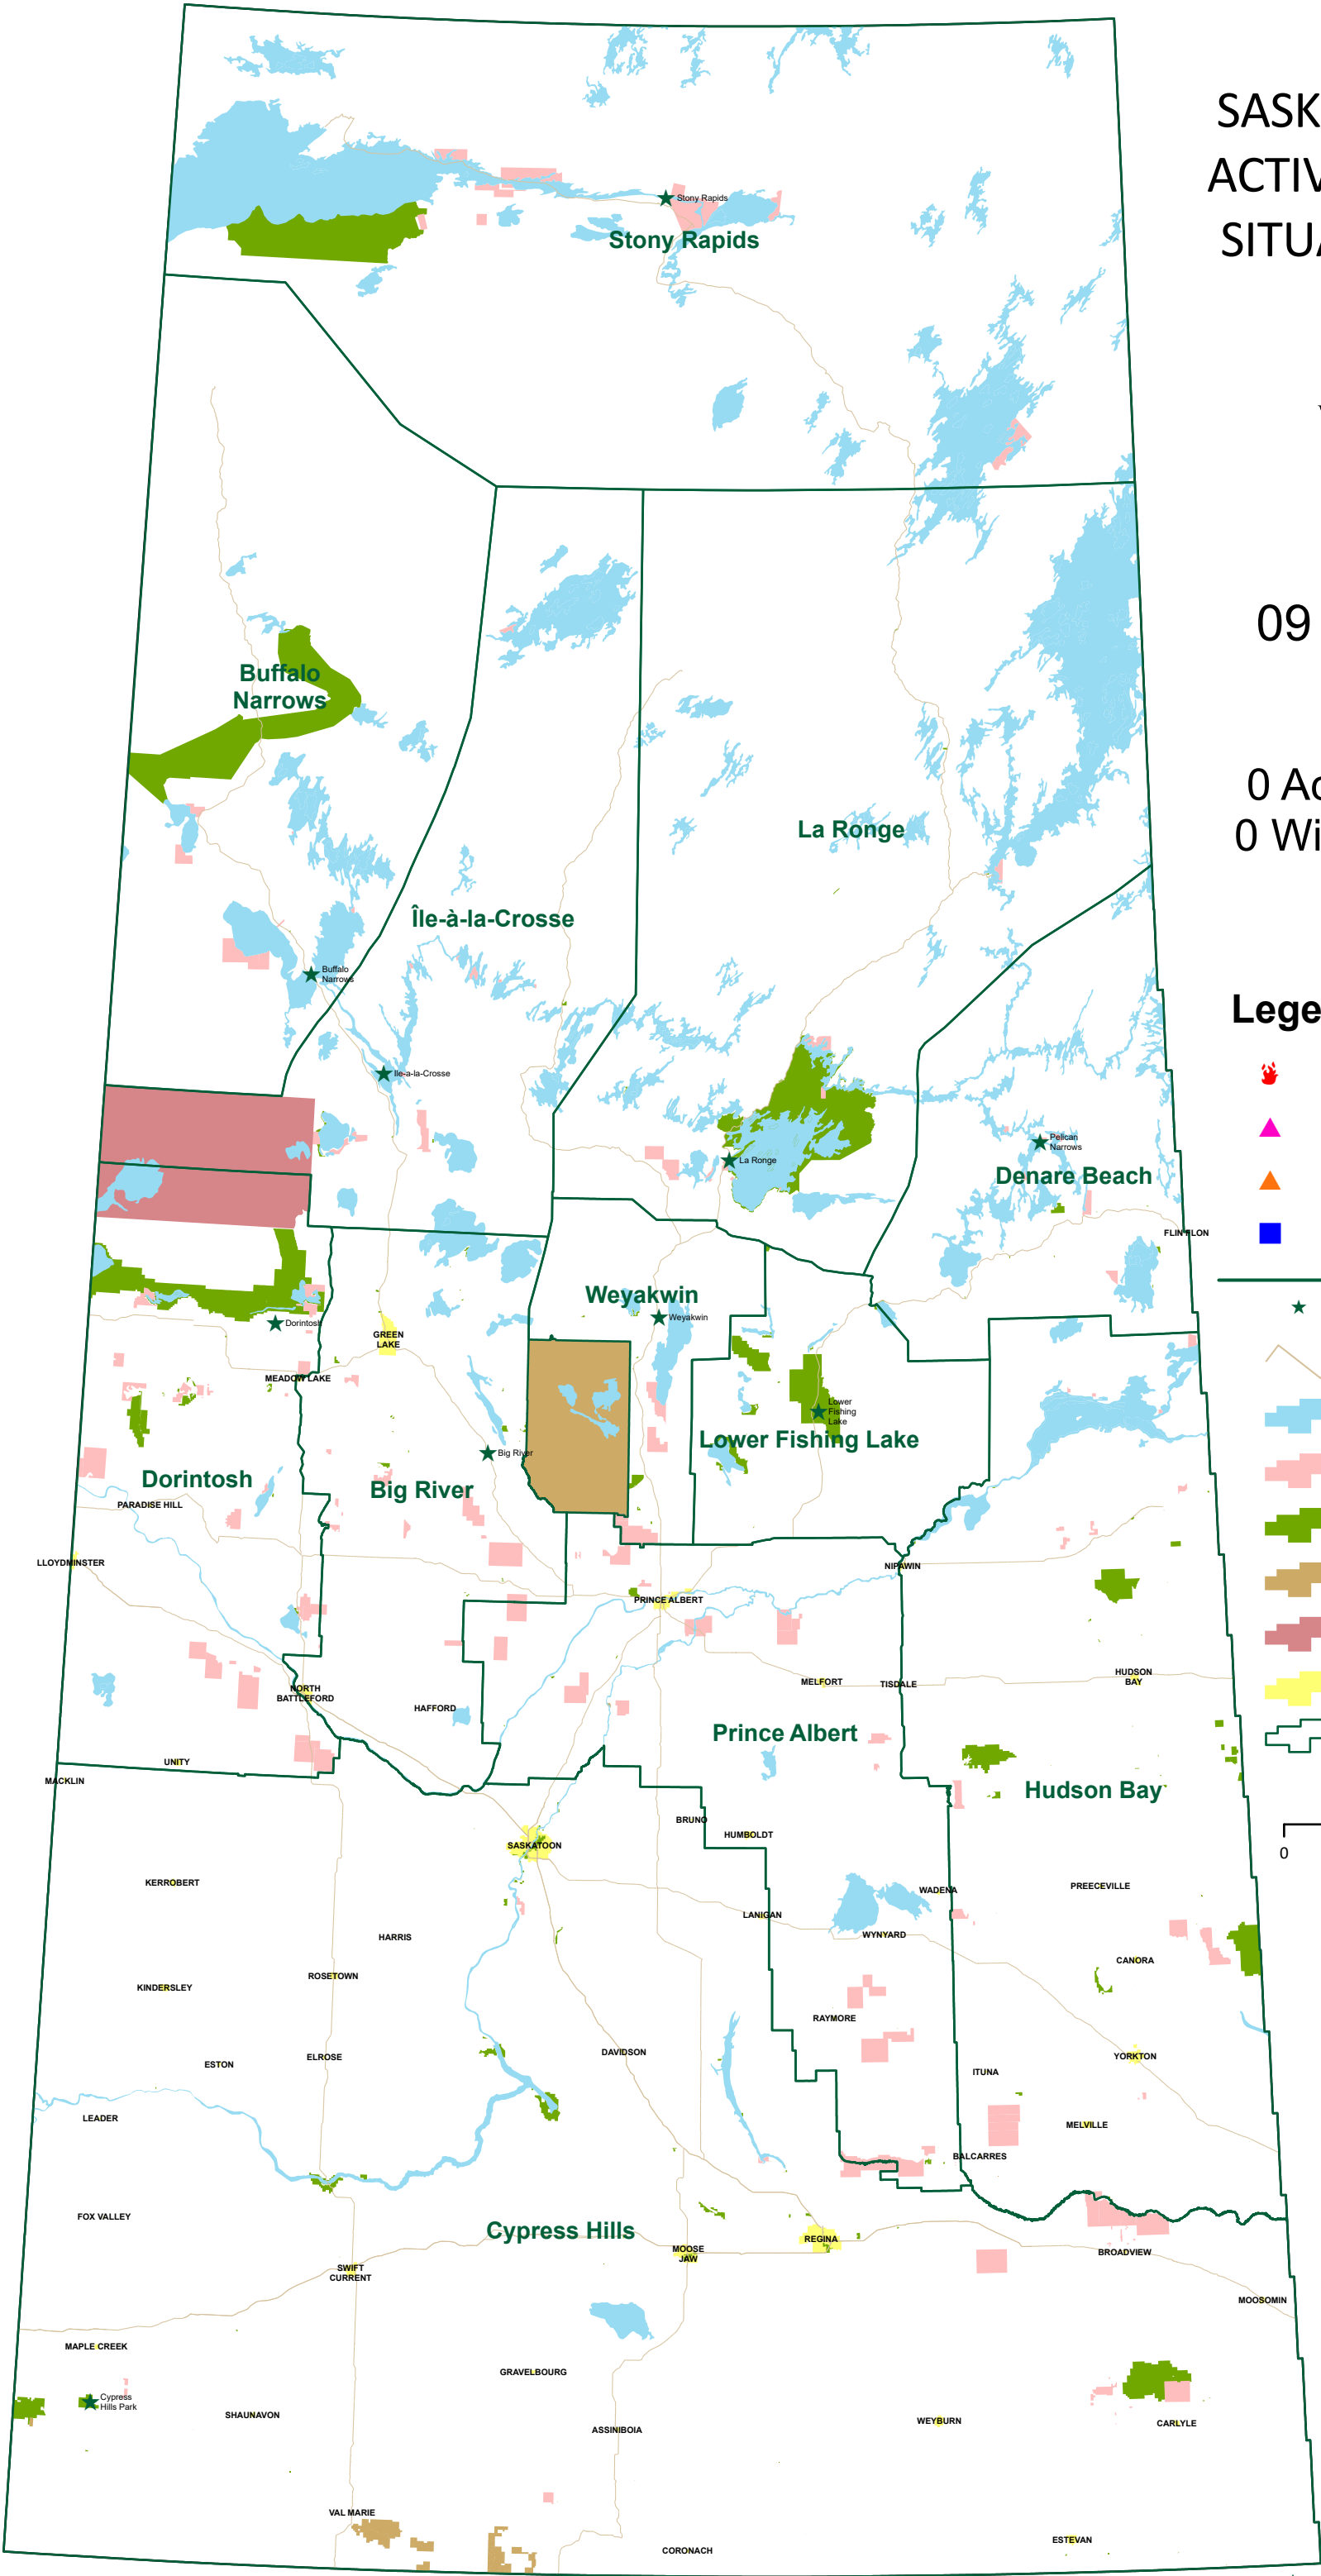 SASK
ACTIV
SITUA
09
0 Ac
0 Wi
Lege
0
Stony Rapids
Stony Rapids
Buffalo
Narrows
La Ronge
Île-à-la-Crosse
Buffalo
Narrows
Ile-a-la-Crosse
Pelican
Narrows
La Ronge
Denare Beach
FLIN FLON
Weyakwin
Weyakwin
Dorintosh
GREEN
LAKE
MEADOW LAKE
Lower
Fishing
Lake
Lower Fishing Lake
Big River
Dorintosh
Big River
PARADISE HILL
LLOYDMINSTER
NIPAWIN
PRINCE ALBERT
HUDSON
BAY
MELFORT
TISDALE
NORTH
BATTLEFORD
HAFFORD
Prince Albert
UNITY
MACKLIN
Hudson Bay
BRUNO
HUMBOLDT
SASKATOON
KERROBERT
PREECEVILLE
WADENA
LANIGAN
WYNYARD
HARRIS
CANORA
ROSETOWN
KINDERSLEY
RAYMORE
DAVIDSON
YORKTON
ELROSE
ESTON
ITUNA
LEADER
MELVILLE
BALCARRES
FOX VALLEY
Cypress Hills
REGINA
MOOSE
JAW
BROADVIEW
SWIFT
CURRENT
MOOSOMIN
MAPLE CREEK
GRAVELBOURG
Cypress
Hills Park
SHAUNAVON
ASSINIBOIA
WEYBURN
CARLYLE
VAL MARIE
ESTEVAN
CORONACH